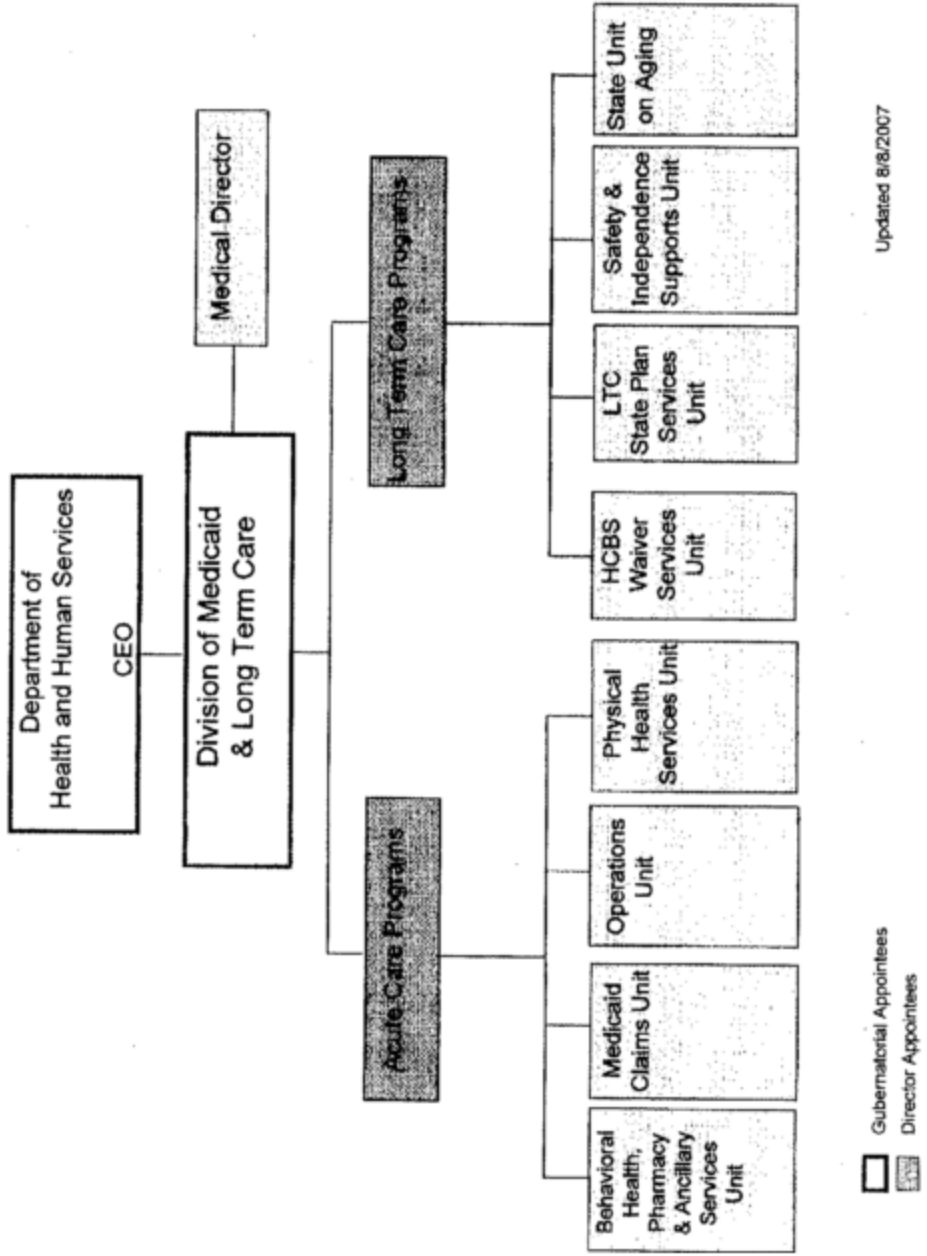 Department of
Health and Human Services
CEO
Division of Medicaid
& Long Term Care
Medical Director
Acute Care Programs
Long Term Care Programs
Behavioral
Health,
Pharmacy
& Ancillary
Services
Unit
Medicaid
Claims Unit
Operations
Unit
Physical
Health
Services Unit
HCBS
Waiver
Services
Unit
LTC
State Plan
Services
Unit
Safety &
Independence
Supports Unit
State Unit
on Aging
Gubernatorial Appointees
Director Appointees
Updated 8/8/2007